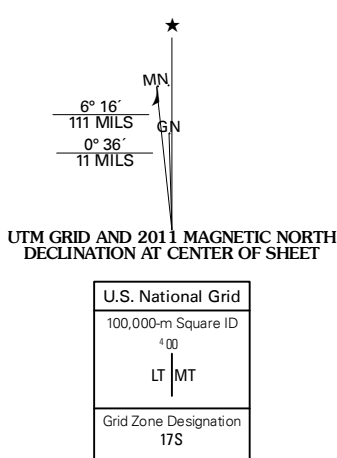 ★
MN
6° 16´
111 MILS
GN
0° 36´
11 MILS
UTM GRID AND 2011 MAGNETIC NORTH
DECLINATION AT CENTER OF SHEET
U.S. National Grid
100,000-m Square ID
⁴00
LT MT
Grid Zone Designation
17S